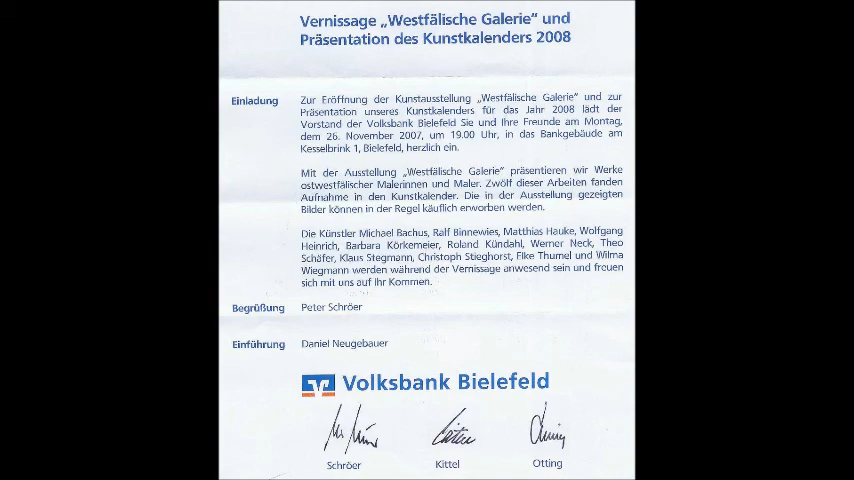 Vernissage „Westfälische Galerie“ und
Präsentation des Kunstkalenders 2008
Einladung Zur Eröffnung der Kunstausstellung „Westfälische Galerie“ und zur
Präsentation unseres Kunstkalenders für das Jahr 2008 lädt der
Vorstand der Volksbank Bielefeld Sie und Ihre Freunde am Montag,
dem 26. November 2007, um 19.00 Uhr, in das Bankgebäude am
Kesselbrink 1, Bielefeld, herzlich ein.
Mit der Ausstellung „Westfälische Galerie“ präsentieren wir Werke
ostwestfälischer Malerinnen und Maler. Zwölf dieser Arbeiten fanden
Aufnahme in den Kunstkalender. Die in der Ausstellung gezeigten
Bilder können in der Regel käuflich erworben werden.
Die Künstler Michael Bachus, Ralf Binnewies, Matthias Hauke, Wolfgang
Heinrich, Barbara Körkemeier, Roland Kündahl, Werner Neck, Theo
Schäfer, Klaus Stegmann, Christoph Stieghorst, Elke Thumel und Wilma
Wiegmann werden während der Vernissage anwesend sein und freuen
sich mit uns auf Ihr Kommen.
Begrüßung Peter Schröer
Einführung Daniel Neugebauer
Volksbank Bielefeld
Schröer Kittel Otting